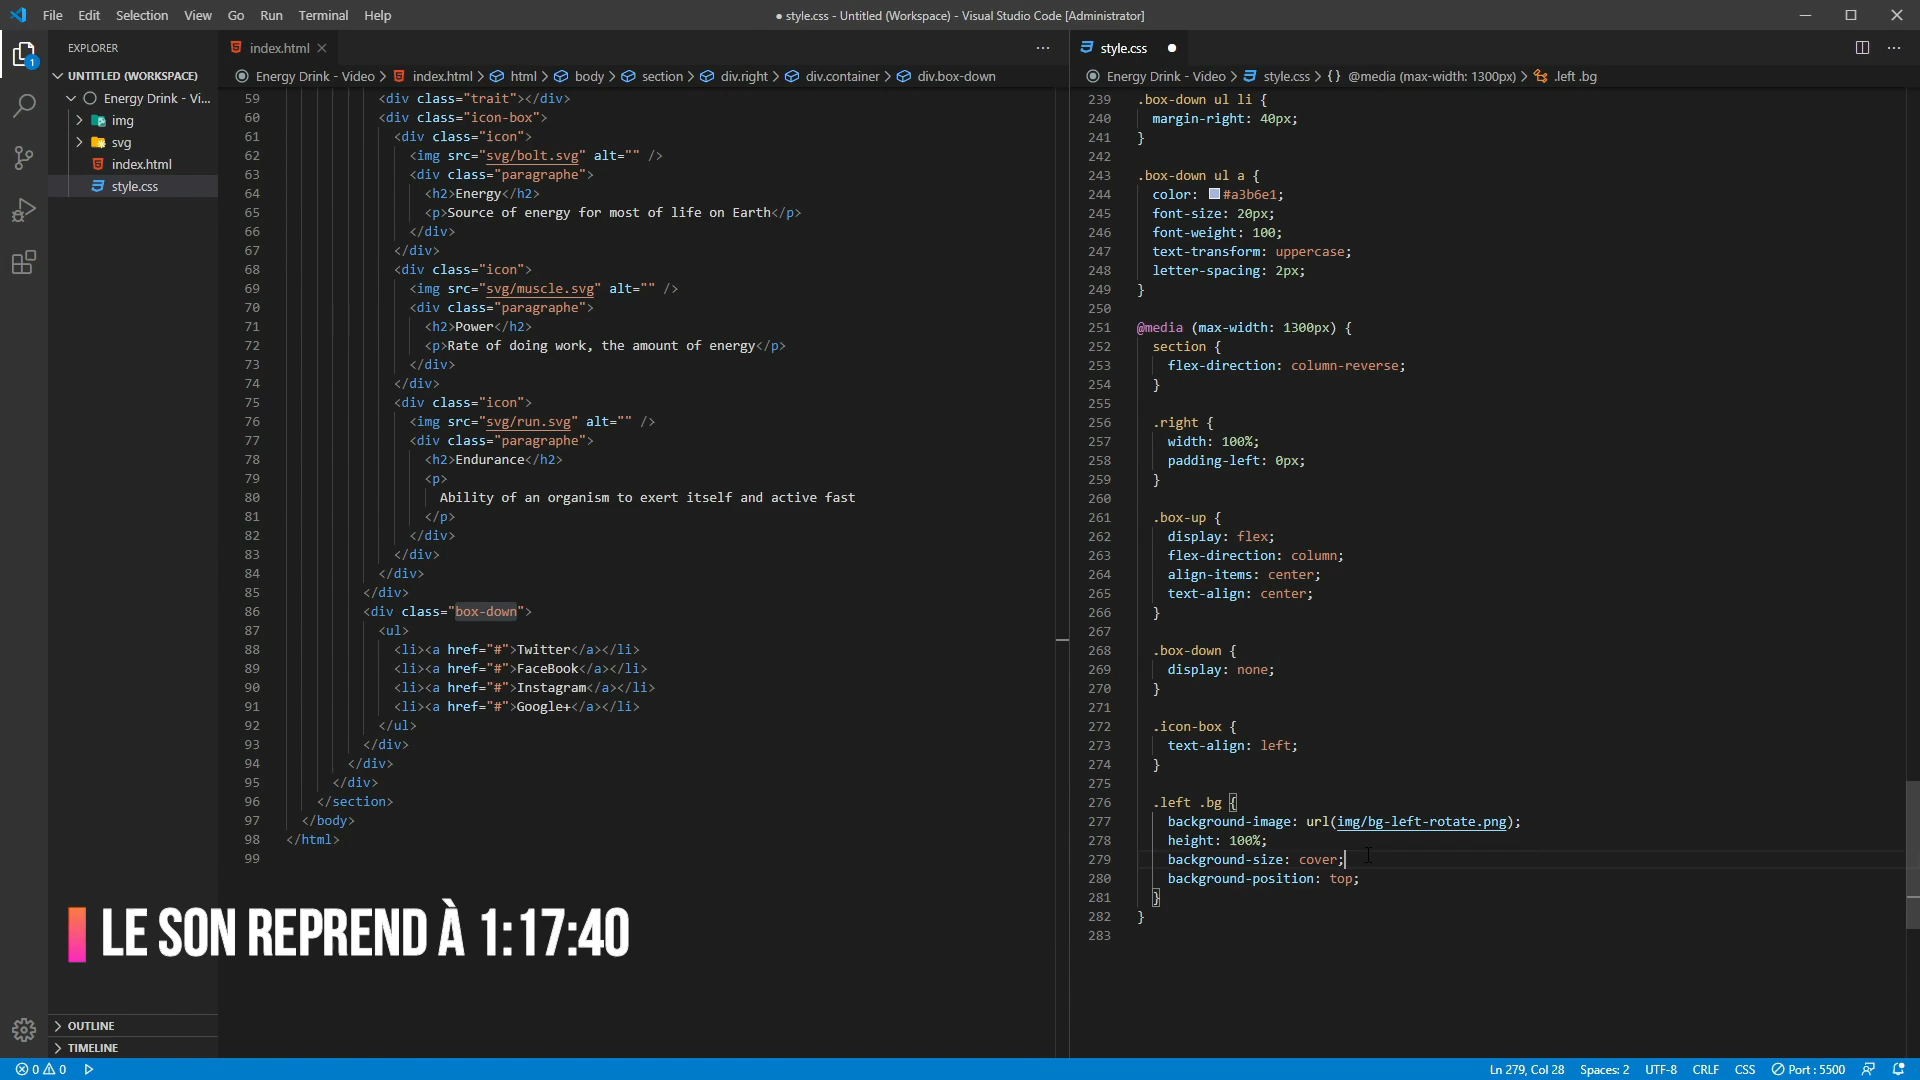 File Edit Selection View Go Run Terminal Help
● style.css - Untitled (Workspace) - Visual Studio Code [Administrator]
EXPLORER
UNTITLED (WORKSPACE)
Energy Drink - Vi...
img
svg
index.html
style.css
OUTLINE
TIMELINE
index.html
Energy Drink - Video > index.html > html > body > section > div.right > div.container > div.box-down
59 <div class="trait"></div>
60 <div class="icon-box">
61 <div class="icon">
62 <img src="svg/bolt.svg" alt="" />
63 <div class="paragraphe">
64 <h2>Energy</h2>
65 <p>Source of energy for most of life on Earth</p>
66 </div>
67 </div>
68 <div class="icon">
69 <img src="svg/muscle.svg" alt="" />
70 <div class="paragraphe">
71 <h2>Power</h2>
72 <p>Rate of doing work, the amount of energy</p>
73 </div>
74 </div>
75 <div class="icon">
76 <img src="svg/run.svg" alt="" />
77 <div class="paragraphe">
78 <h2>Endurance</h2>
79 <p>
80 Ability of an organism to exert itself and active fast
81 </p>
82 </div>
83 </div>
84 </div>
85 </div>
86 <div class="box-down">
87 <ul>
88 <li><a href="#">Twitter</a></li>
89 <li><a href="#">FaceBook</a></li>
90 <li><a href="#">Instagram</a></li>
91 <li><a href="#">Google+</a></li>
92 </ul>
93 </div>
94 </div>
95 </div>
96 </section>
97 </body>
98 </html>
99
style.css
Energy Drink - Video > style.css > {} @media (max-width: 1300px) > .left .bg
239 .box-down ul li {
240 margin-right: 40px;
241 }
242
243 .box-down ul a {
244 color: #a3b6e1;
245 font-size: 20px;
246 font-weight: 100;
247 text-transform: uppercase;
248 letter-spacing: 2px;
249 }
250
251 @media (max-width: 1300px) {
252 section {
253 flex-direction: column-reverse;
254 }
255
256 .right {
257 width: 100%;
258 padding-left: 0px;
259 }
260
261 .box-up {
262 display: flex;
263 flex-direction: column;
264 align-items: center;
265 text-align: center;
266 }
267
268 .box-down {
269 display: none;
270 }
271
272 .icon-box {
273 text-align: left;
274 }
275
276 .left .bg {
277 background-image: url(img/bg-left-rotate.png);
278 height: 100%;
279 background-size: cover;
280 background-position: top;
281 }
282 }
283
LE SON REPREND À 1:17:40
1
0 0
Ln 279, Col 28 Spaces: 2 UTF-8 CRLF CSS Port : 5500